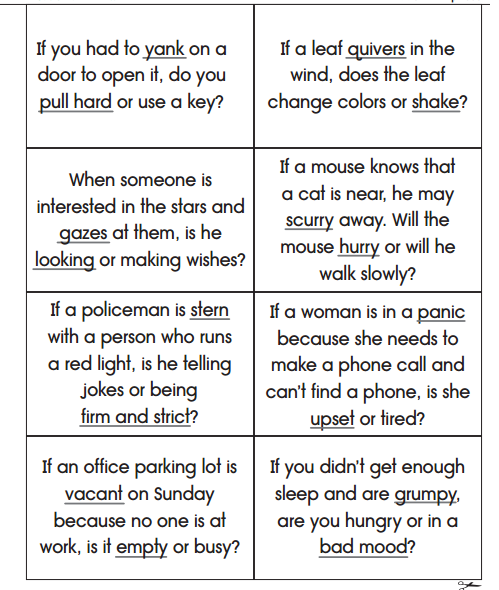 If you had to yank on a
door to open it, do you
pull hard or use a key?
If a leaf quivers in the
wind, does the leaf
change colors or shake?
When someone is
interested in the stars and
gazes at them, is he
looking or making wishes?
If a mouse knows that
a cat is near, he may
scurry away. Will the
mouse hurry or will he
walk slowly?
If a policeman is stern
with a person who runs
a red light, is he telling
jokes or being
firm and strict?
If a woman is in a panic
because she needs to
make a phone call and
can't find a phone, is she
upset or tired?
If an office parking lot is
vacant on Sunday
because no one is at
work, is it empty or busy?
If you didn't get enough
sleep and are grumpy,
are you hungry or in a
bad mood?